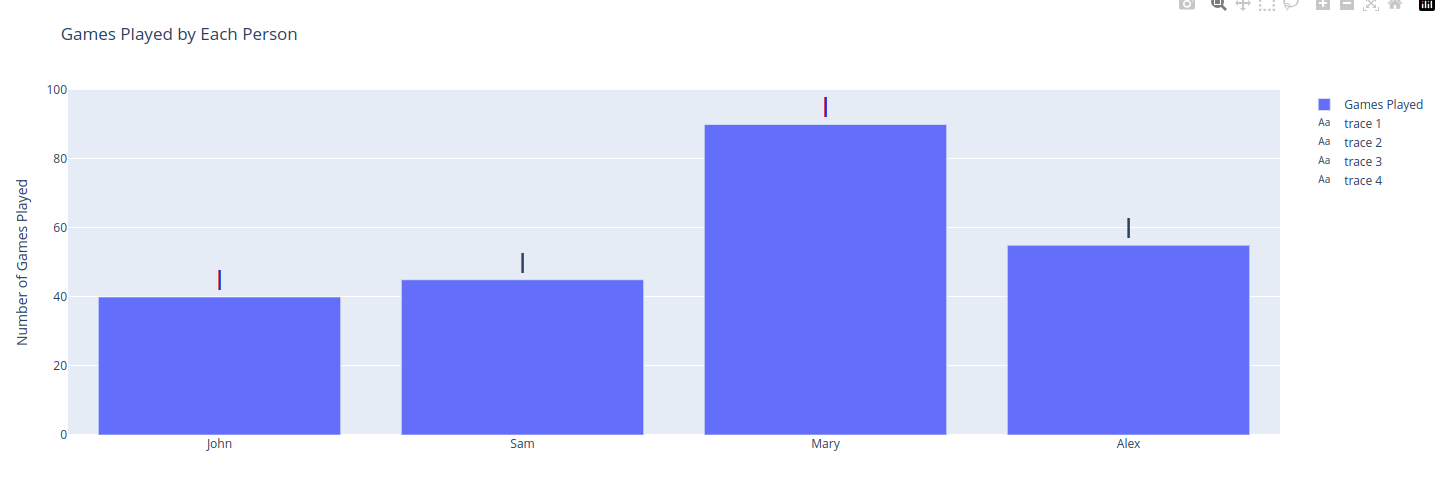 Games Played by Each Person
Number of Games Played
100
80
60
40
20
0
John
Sam
Mary
Alex
Games Played
Aa trace 1
Aa trace 2
Aa trace 3
Aa trace 4